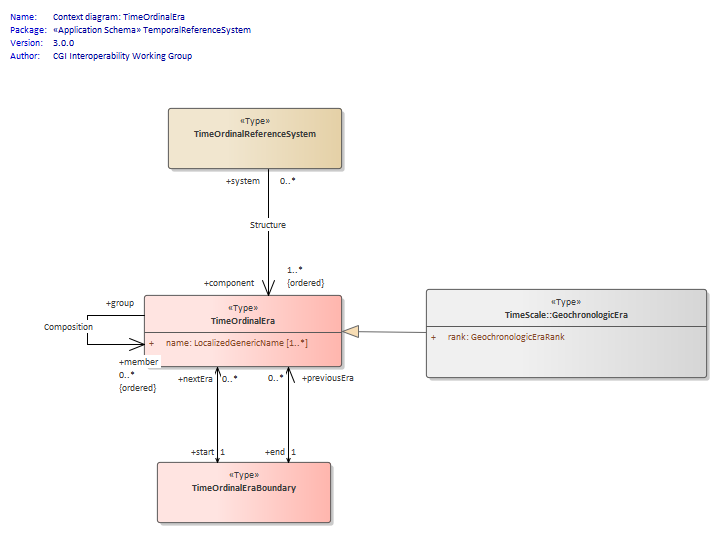 Name: Context diagram: TimeOrdinalEra
Package: «Application Schema» TemporalReferenceSystem
Version: 3.0.0
Author: CGI Interoperability Working Group
«Type»
TimeOrdinalReferenceSystem
+system 0..*
Structure
1..*
+component {ordered}
+group
Composition
+member
0..*
{ordered}
«Type»
TimeOrdinalEra
+ name: LocalizedGenericName [1..*]
«Type»
TimeScale::GeochronologicEra
+ rank: GeochronologicEraRank
+nextEra 0..* 0..* +previousEra
+start 1 +end 1
«Type»
TimeOrdinalEraBoundary